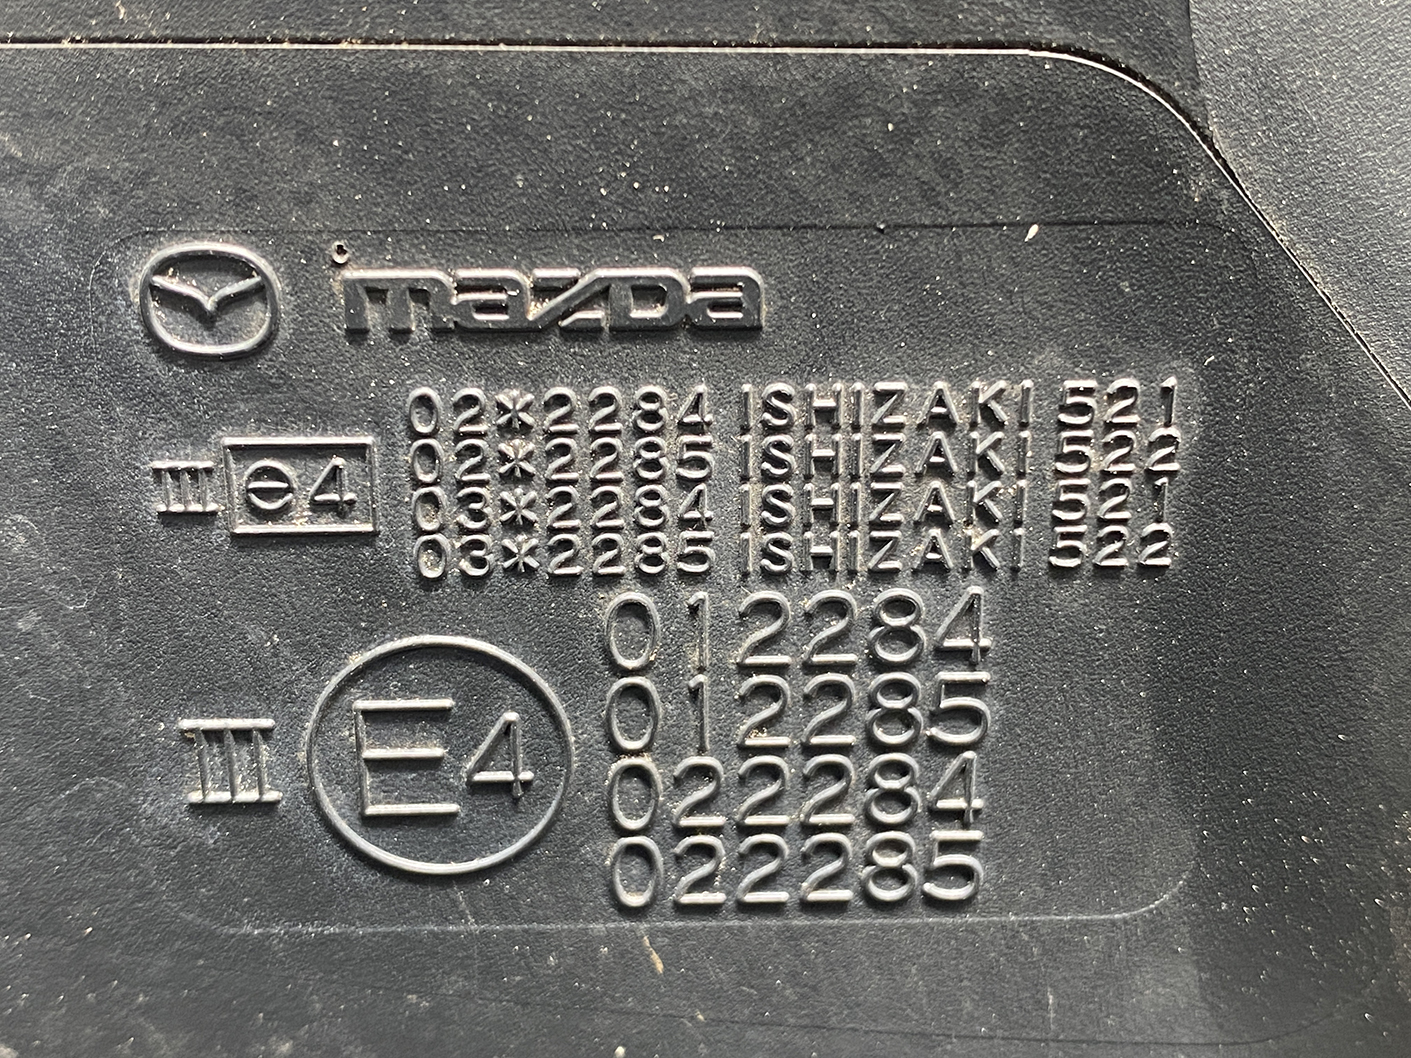 mazda
02*2284 ISHIZAKI 521
02*2285 ISHIZAKI 522
03*2284 ISHIZAKI 521
03*2285 ISHIZAKI 522
III e4
012284
012285
022284
022285
III E4